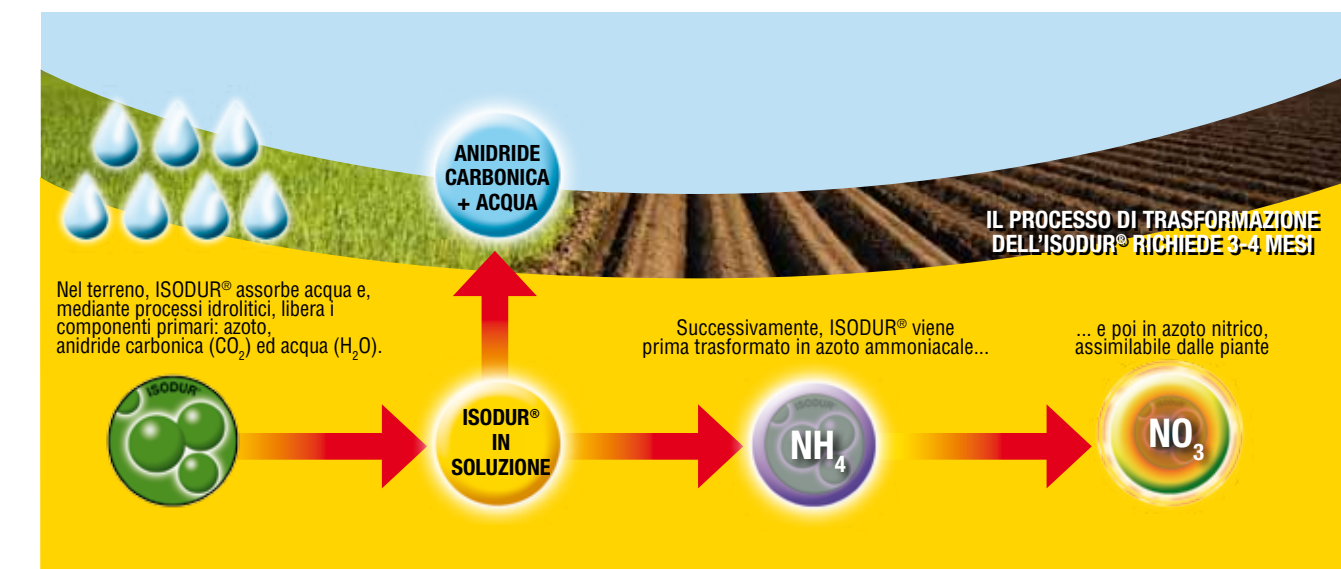 ANIDRIDE
CARBONICA
+ ACQUA
IL PROCESSO DI TRASFORMAZIONE
DELL'ISODUR® RICHIEDE 3-4 MESI
Nel terreno, ISODUR® assorbe acqua e,
mediante processi idrolitici, libera i
componenti primari: azoto,
anidride carbonica (CO₂) ed acqua (H₂O).
Successivamente, ISODUR® viene
prima trasformato in azoto ammoniacale...
... e poi in azoto nitrico,
assimilabile dalle piante
ISODUR®
ISODUR®
IN
SOLUZIONE
ISODUR®
NH₄
NO₃